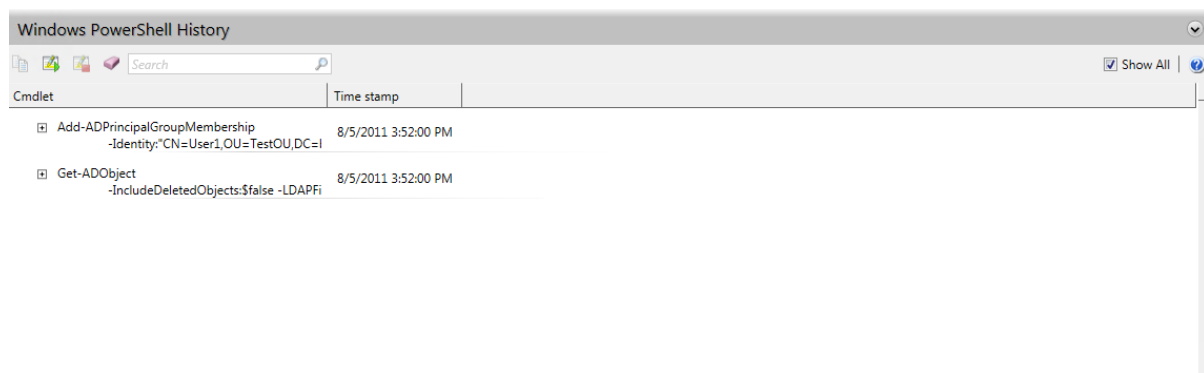 Windows PowerShell History
Search
Show All
Cmdlet Time stamp
Add-ADPrincipalGroupMembership
-Identity:"CN=User1,OU=TestOU,DC=l
8/5/2011 3:52:00 PM
Get-ADObject
-IncludeDeletedObjects:$false -LDAPFi
8/5/2011 3:52:00 PM